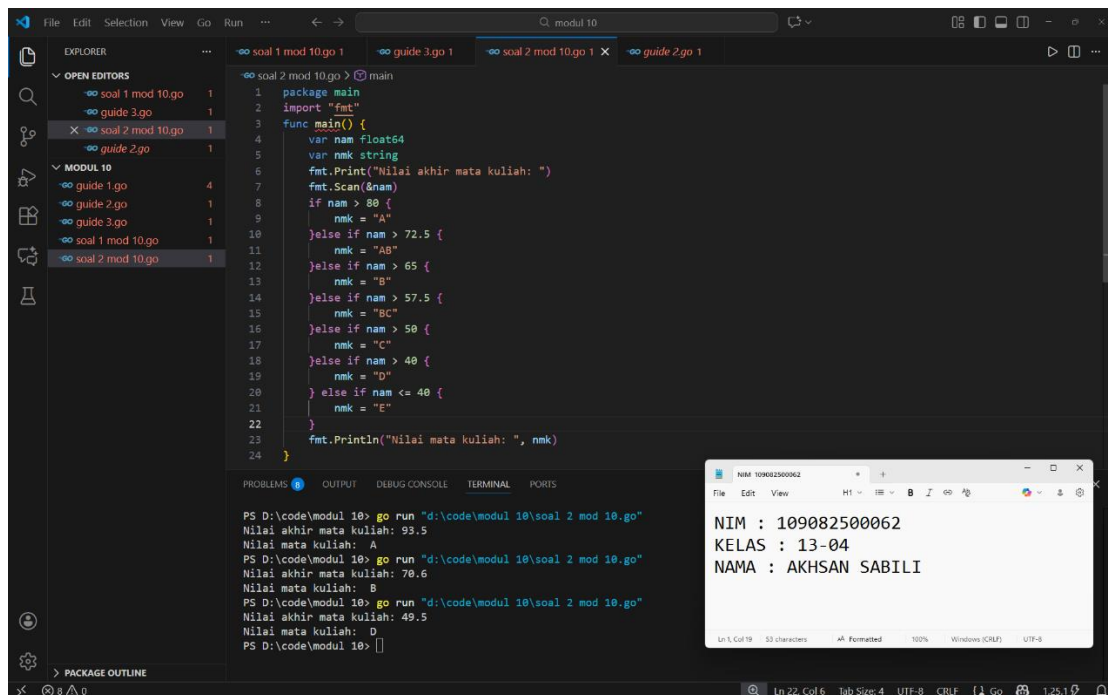 File Edit Selection View Go Run ... modul 10
EXPLORER ...
OPEN EDITORS
soal 1 mod 10.go 1
guide 3.go 1
soal 2 mod 10.go 1
guide 2.go 1
MODUL 10
guide 1.go 4
guide 2.go 1
guide 3.go 1
soal 1 mod 10.go 1
soal 2 mod 10.go 1
PACKAGE OUTLINE
soal 1 mod 10.go 1 guide 3.go 1 soal 2 mod 10.go 1 guide 2.go 1
soal 2 mod 10.go > main
1 package main
2 import "fmt"
3 func main() {
4 var nam float64
5 var nmk string
6 fmt.Print("Nilai akhir mata kuliah: ")
7 fmt.Scan(&nam)
8 if nam > 80 {
9 nmk = "A"
10 }else if nam > 72.5 {
11 nmk = "AB"
12 }else if nam > 65 {
13 nmk = "B"
14 }else if nam > 57.5 {
15 nmk = "BC"
16 }else if nam > 50 {
17 nmk = "C"
18 }else if nam > 40 {
19 nmk = "D"
20 } else if nam <= 40 {
21 nmk = "E"
22 }
23 fmt.Println("Nilai mata kuliah: ", nmk)
24 }
PROBLEMS 8 OUTPUT DEBUG CONSOLE TERMINAL PORTS
PS D:\code\modul 10> go run "d:\code\modul 10\soal 2 mod 10.go"
Nilai akhir mata kuliah: 93.5
Nilai mata kuliah:  A
PS D:\code\modul 10> go run "d:\code\modul 10\soal 2 mod 10.go"
Nilai akhir mata kuliah: 70.6
Nilai mata kuliah:  B
PS D:\code\modul 10> go run "d:\code\modul 10\soal 2 mod 10.go"
Nilai akhir mata kuliah: 49.5
Nilai mata kuliah:  D
PS D:\code\modul 10>
NIM 109082500062
File Edit View H1 B I
NIM : 109082500062
KELAS : 13-04
NAMA : AKHSAN SABILI
Ln 1, Col 19 53 characters Formatted 100% Windows (CRLF) UTF-8
8 0 Ln 22, Col 6 Tab Size: 4 UTF-8 CRLF Go 1.25.1